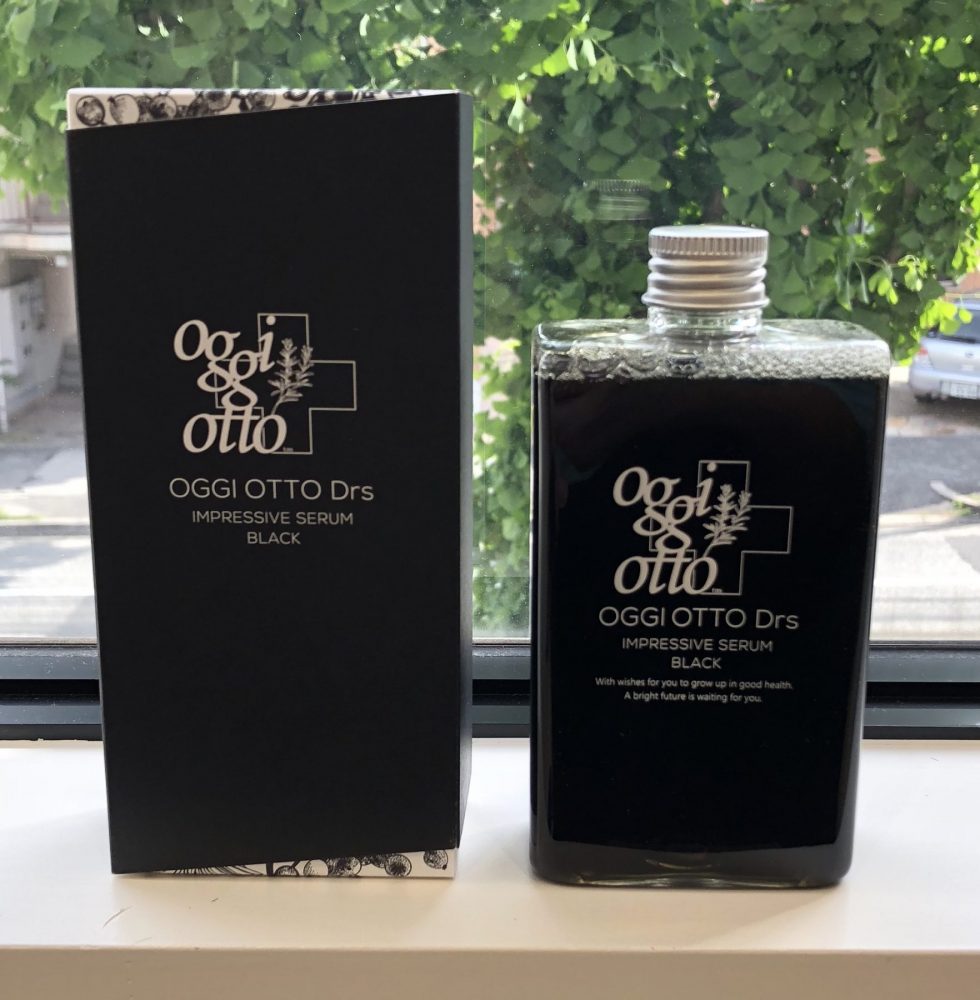 oggi
otto
OGGI OTTO Drs
IMPRESSIVE SERUM
BLACK
oggi
otto
OGGI OTTO Drs
IMPRESSIVE SERUM
BLACK
With wishes for you to grow up in good health.
A bright future is waiting for you.